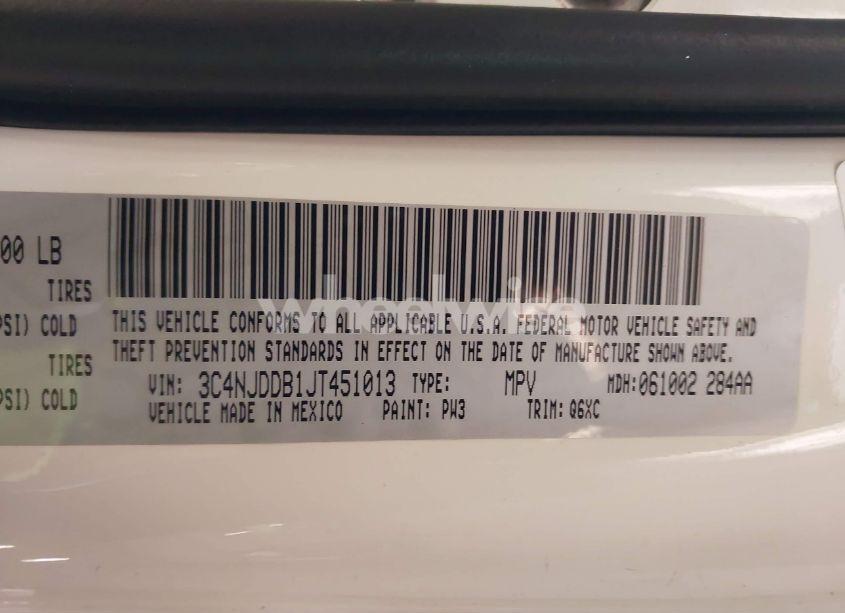 00 LB
TIRES
PSI) COLD
TIRES
PSI) COLD
wheelwise
THIS VEHICLE CONFORMS TO ALL APPLICABLE U.S.A. FEDERAL MOTOR VEHICLE SAFETY AND
THEFT PREVENTION STANDARDS IN EFFECT ON THE DATE OF MANUFACTURE SHOWN ABOVE.
VIN: 3C4NJDDB1JT451013 TYPE: MPV MDH:061002 284AA
VEHICLE MADE IN MEXICO PAINT: PW3 TRIM: Q6XC